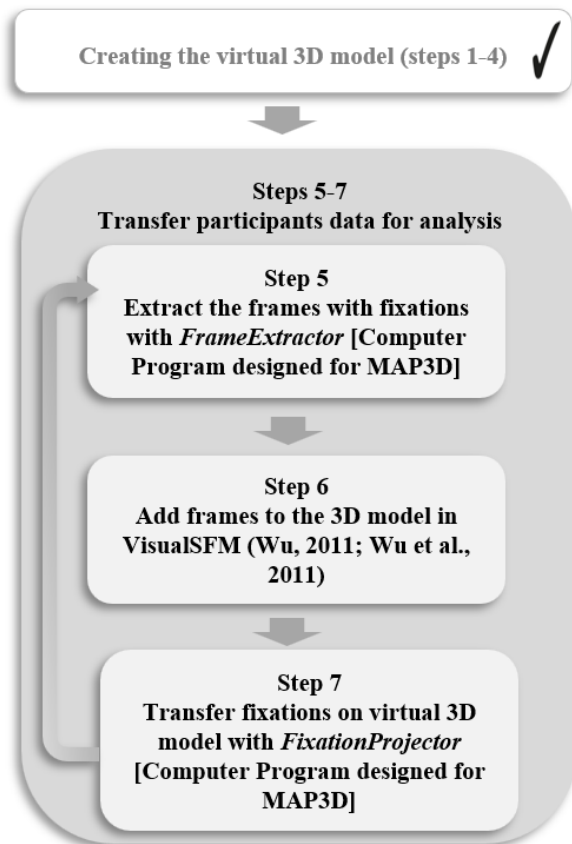 Creating the virtual 3D model (steps 1-4)
Steps 5-7
Transfer participants data for analysis
Step 5
Extract the frames with fixations
with FrameExtractor [Computer
Program designed for MAP3D]
Step 6
Add frames to the 3D model in
VisualSFM (Wu, 2011; Wu et al.,
2011)
Step 7
Transfer fixations on virtual 3D
model with FixationProjector
[Computer Program designed for
MAP3D]